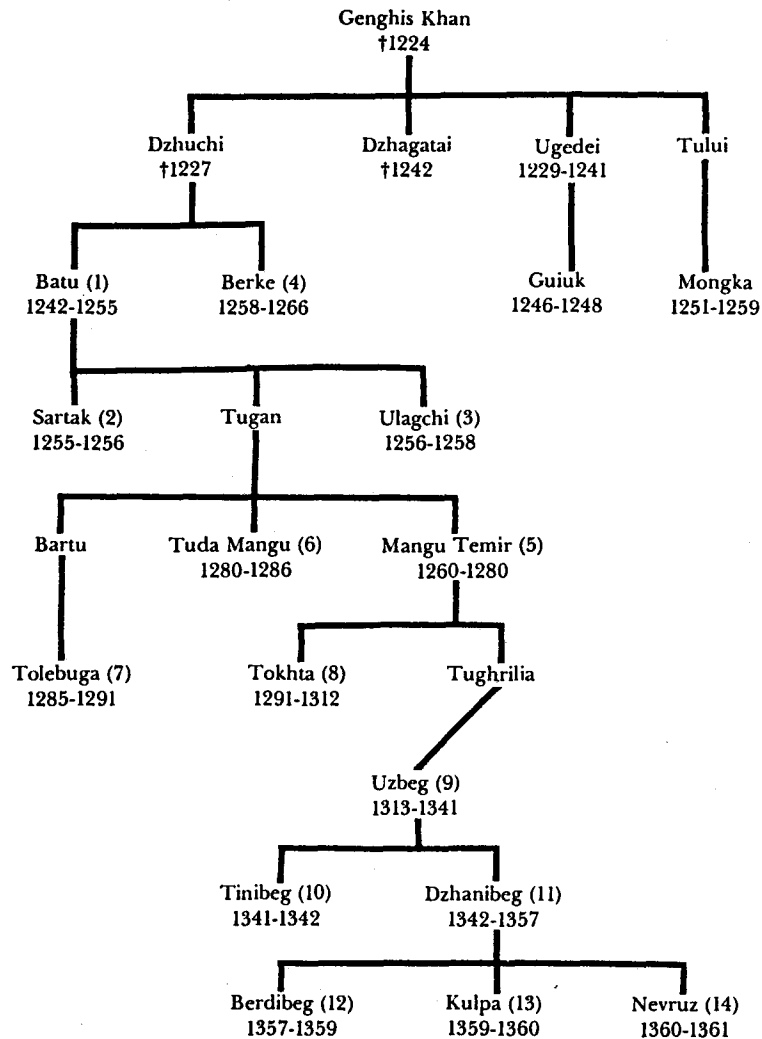 Genghis Khan
†1224
Dzhuchi
†1227
Dzhagatai
†1242
Ugedei
1229-1241
Tului
Batu (1)
1242-1255
Berke (4)
1258-1266
Guiuk
1246-1248
Mongka
1251-1259
Sartak (2)
1255-1256
Tugan
Ulagchi (3)
1256-1258
Bartu
Tuda Mangu (6)
1280-1286
Mangu Temir (5)
1260-1280
Tolebuga (7)
1285-1291
Tokhta (8)
1291-1312
Tughrilia
Uzbeg (9)
1313-1341
Tinibeg (10)
1341-1342
Dzhanibeg (11)
1342-1357
Berdibeg (12)
1357-1359
Kulpa (13)
1359-1360
Nevruz (14)
1360-1361